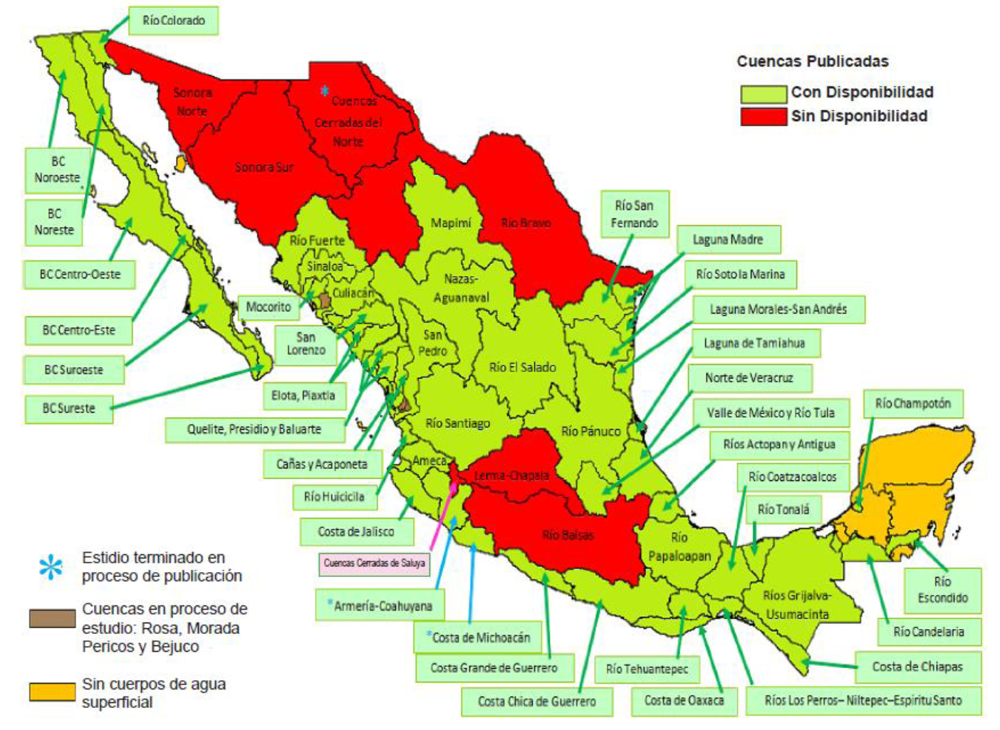 Río Colorado
Cuencas Publicadas
Con Disponibilidad
Sin Disponibilidad
Sonora
Norte
*
Cuencas
Cerradas del
Norte
Sonora Sur
BC
Noroeste
BC
Noreste
Mapimí
Río Bravo
Río San
Fernando
Río Fuerte
Laguna Madre
Sinaloa
BC Centro-Oeste
Río Soto la Marina
Nazas-
Aguanaval
Culiacán
Mocorito
Laguna Morales-San Andrés
BC Centro-Este
San
Lorenzo
San
Pedro
Laguna de Tamiahua
BC Suroeste
Río El Salado
Norte de Veracruz
Elota, Piaxtla
BC Sureste
Río Champotón
Valle de México y Río Tula
Quelite, Presidio y Baluarte
Río Santiago
Río Pánuco
Ríos Actopan y Antigua
Cañas y Acaponeta
Ameca
Lerma-Chapala
Río Coatzacoalcos
Río Huicicila
Río Tonalá
Costa de Jalisco
Río Balsas
Río
Papaloapan
Cuencas Cerradas de Saluya
* Estidio terminado en
proceso de publicación
Río
Escondido
Ríos Grijalva-
Usumacinta
*Armería-Coahuyana
Cuencas en proceso de
estudio: Rosa, Morada
Pericos y Bejuco
*Costa de Michoacán
Río Candelaria
Costa Grande de Guerrero
Río Tehuantepec
Costa de Chiapas
Sin cuerpos de agua
superficial
Costa Chica de Guerrero
Costa de Oaxaca
Ríos Los Perros– Niltepec–Espiritu Santo